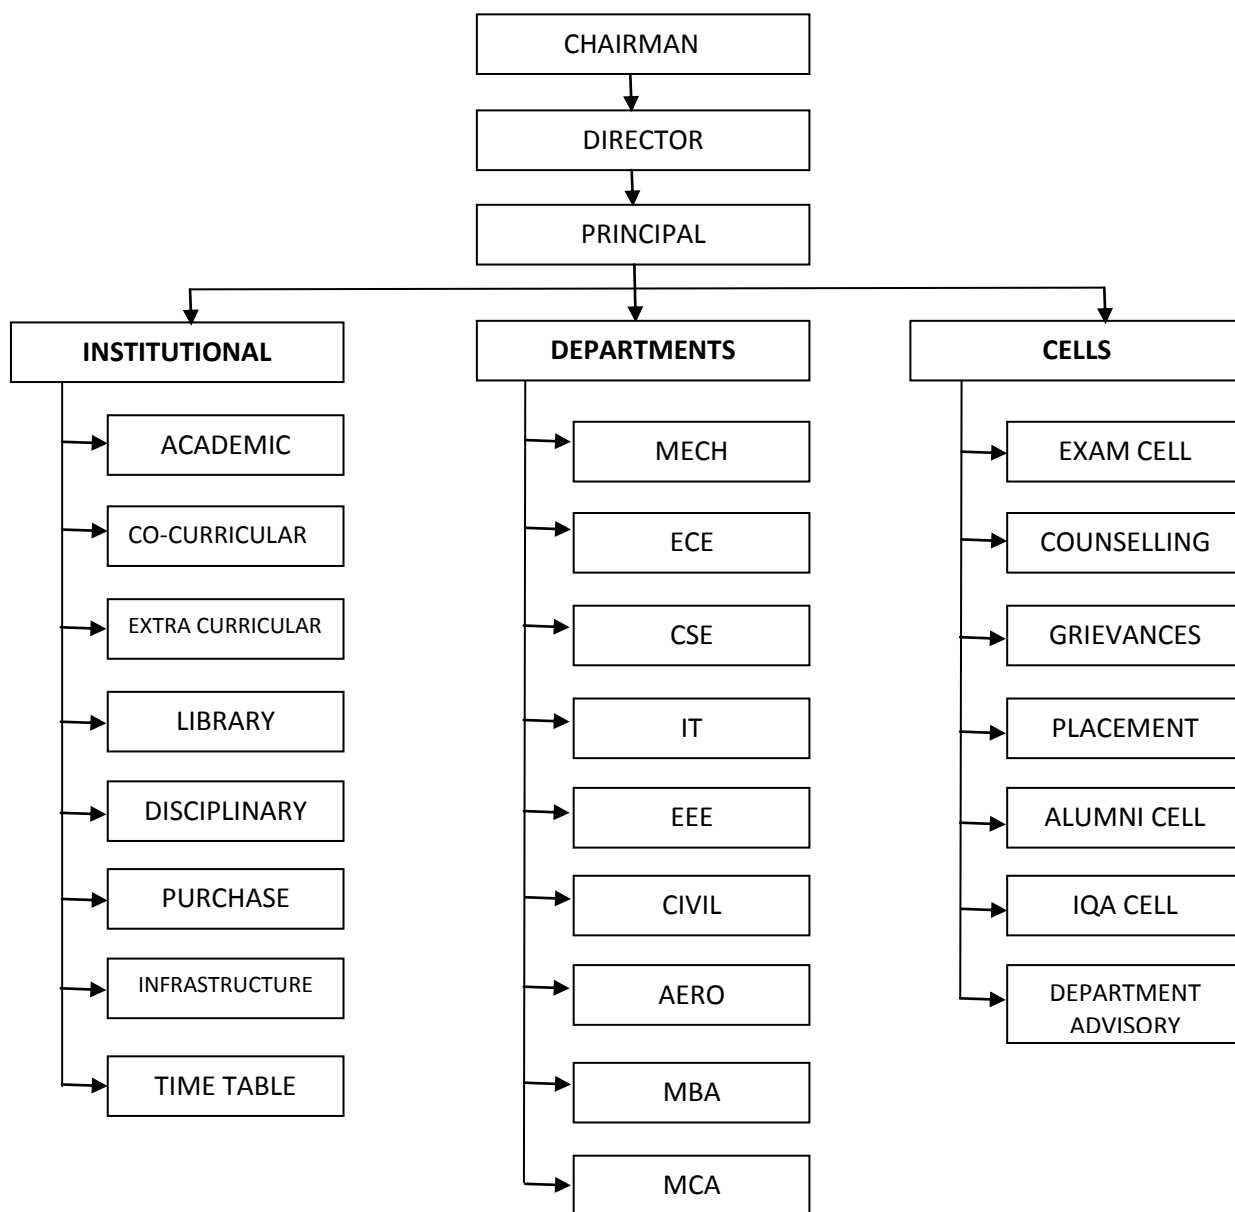 CHAIRMAN
DIRECTOR
PRINCIPAL
INSTITUTIONAL
ACADEMIC
CO-CURRICULAR
EXTRA CURRICULAR
LIBRARY
DISCIPLINARY
PURCHASE
INFRASTRUCTURE
TIME TABLE
DEPARTMENTS
MECH
ECE
CSE
IT
EEE
CIVIL
AERO
MBA
MCA
CELLS
EXAM CELL
COUNSELLING
GRIEVANCES
PLACEMENT
ALUMNI CELL
IQA CELL
DEPARTMENT
ADVISORY